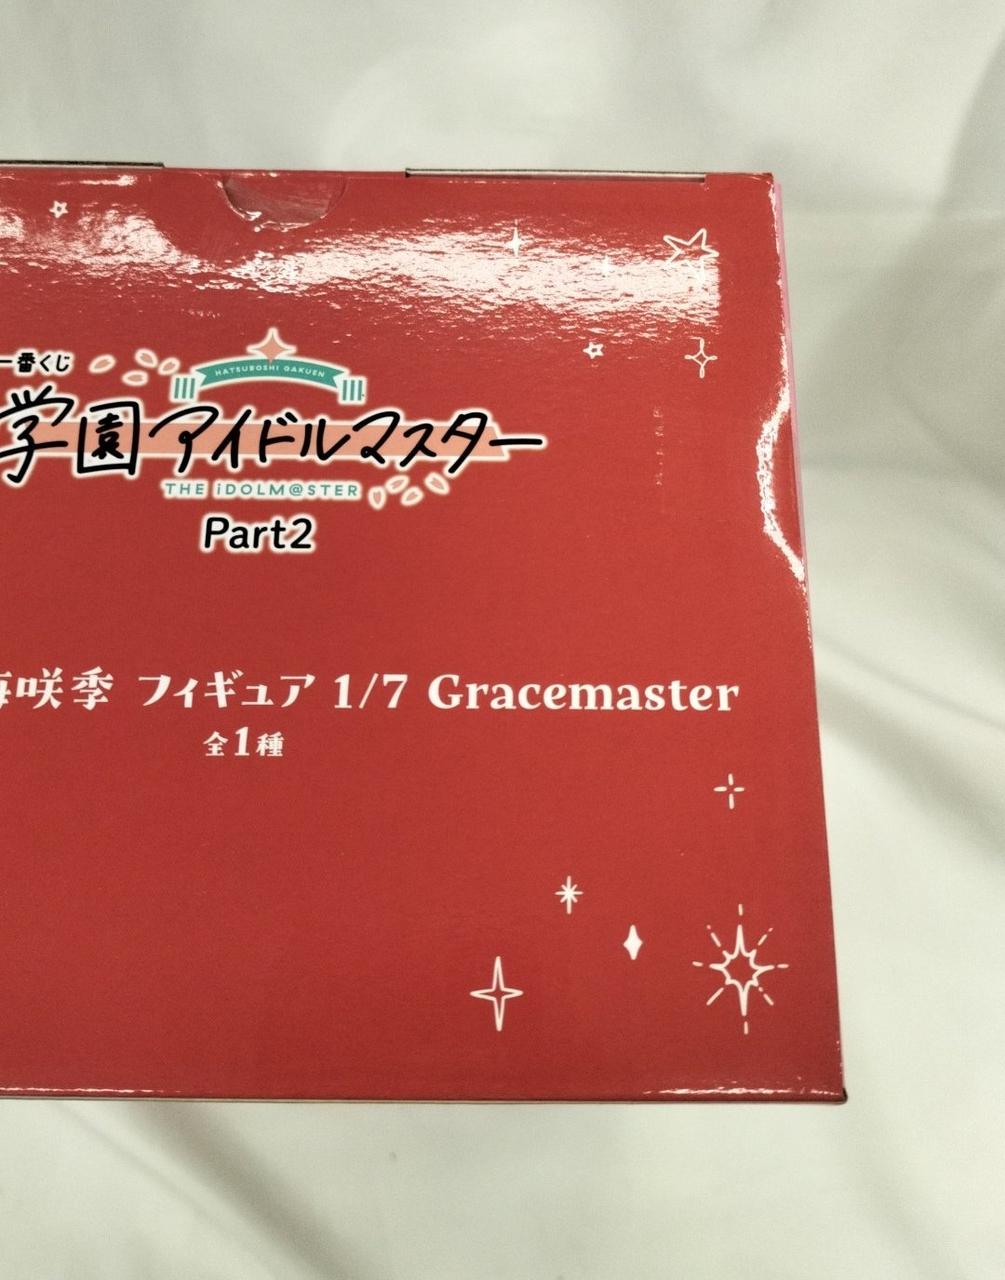 一番くじ
HATSUBOSHI GAKUEN
学園アイドルマスター
THE iDOLM@STER
Part2
海咲季 フィギュア 1/7 Gracemaster
全1種